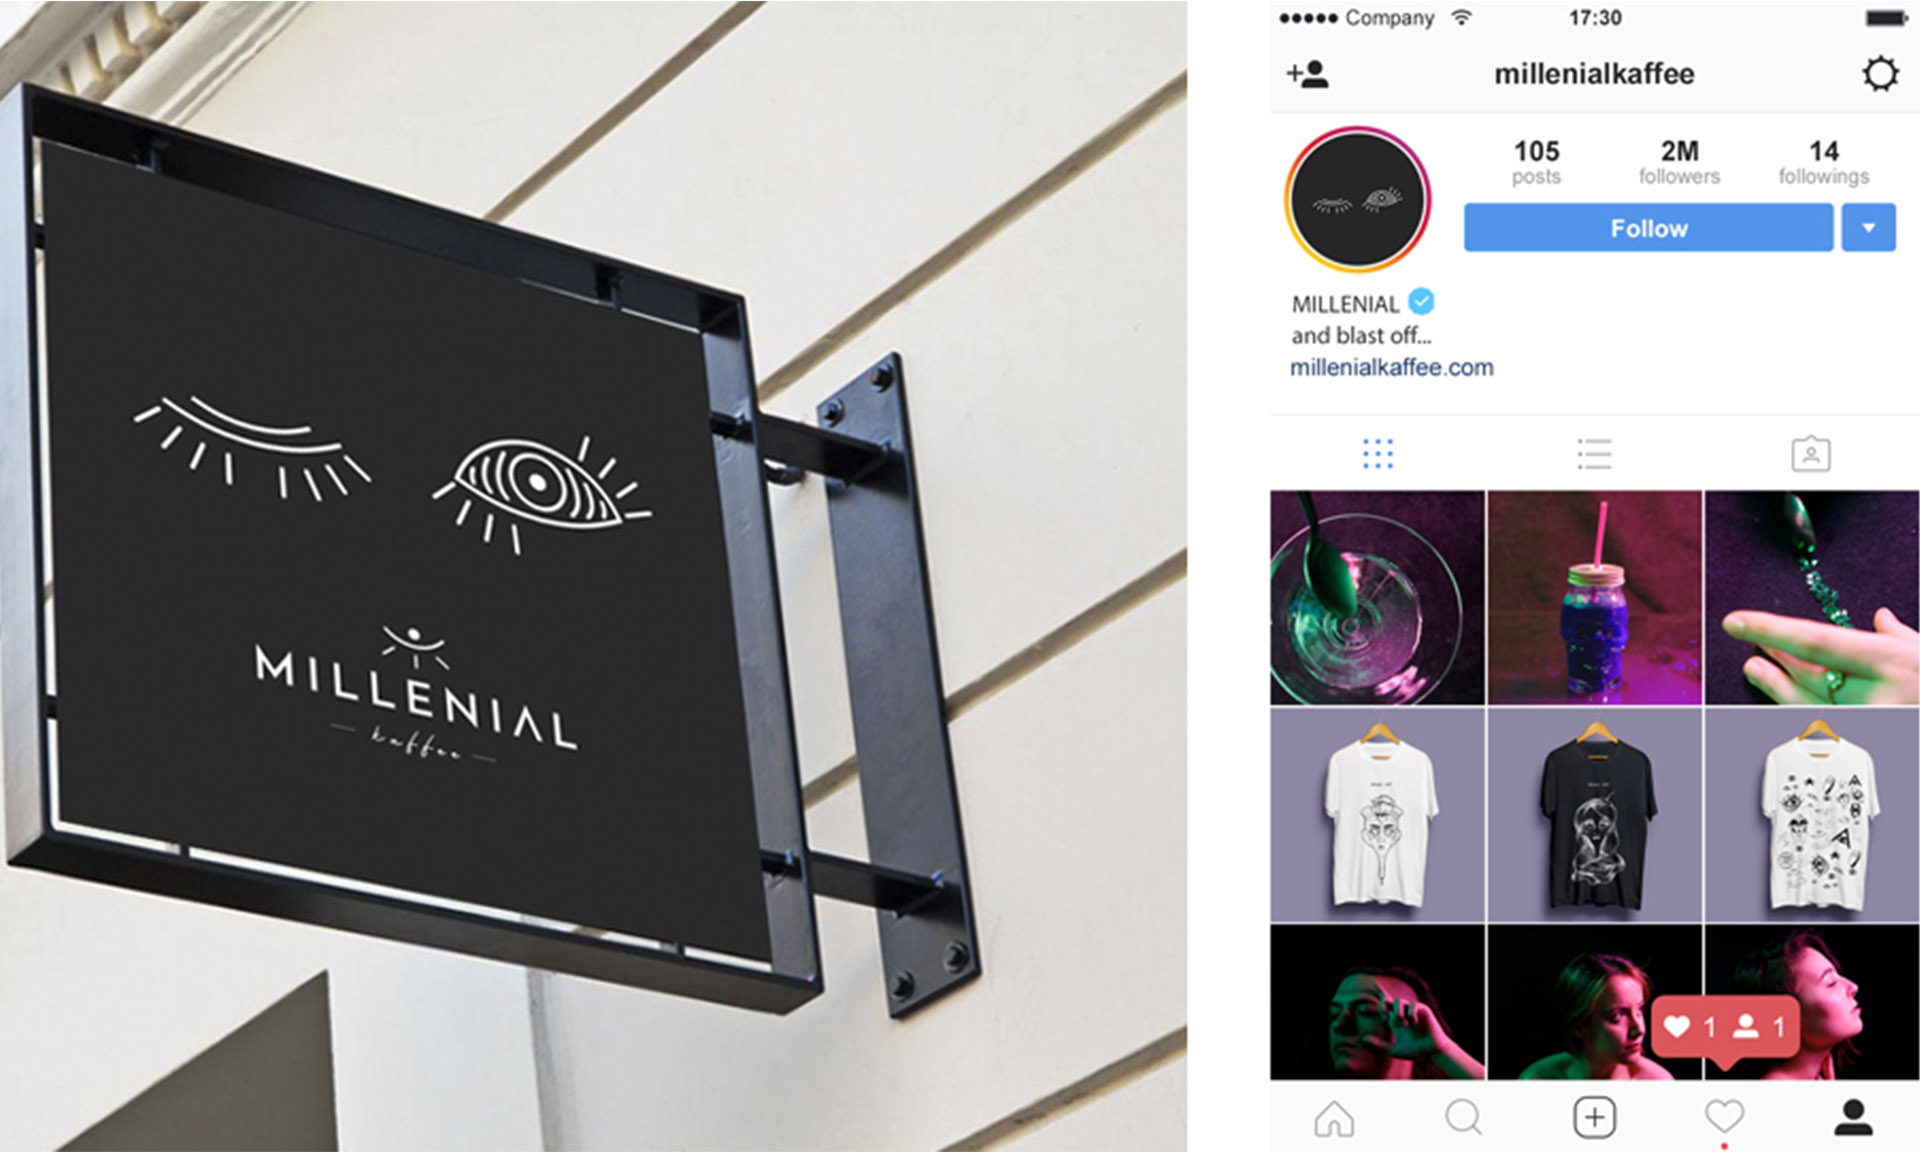 MILLENIAL
kaffee
Company 17:30
millenialkaffee
105 2M 14
posts followers followings
Follow
MILLENIAL
and blast off...
millenialkaffee.com
1 1